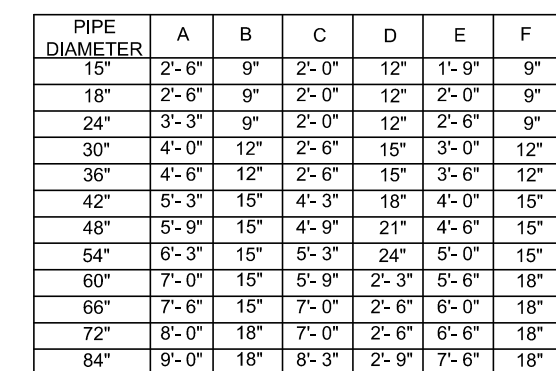 PIPE DIAMETER A B C D E F
15" 2'- 6" 9" 2'- 0" 12" 1'- 9" 9"
18" 2'- 6" 9" 2'- 0" 12" 2'- 0" 9"
24" 3'- 3" 9" 2'- 0" 12" 2'- 6" 9"
30" 4'- 0" 12" 2'- 6" 15" 3'- 0" 12"
36" 4'- 6" 12" 2'- 6" 15" 3'- 6" 12"
42" 5'- 3" 15" 4'- 3" 18" 4'- 0" 15"
48" 5'- 9" 15" 4'- 9" 21" 4'- 6" 15"
54" 6'- 3" 15" 5'- 3" 24" 5'- 0" 15"
60" 7'- 0" 15" 5'- 9" 2'- 3" 5'- 6" 18"
66" 7'- 6" 15" 7'- 0" 2'- 6" 6'- 0" 18"
72" 8'- 0" 18" 7'- 0" 2'- 6" 6'- 6" 18"
84" 9'- 0" 18" 8'- 3" 2'- 9" 7'- 6" 18"